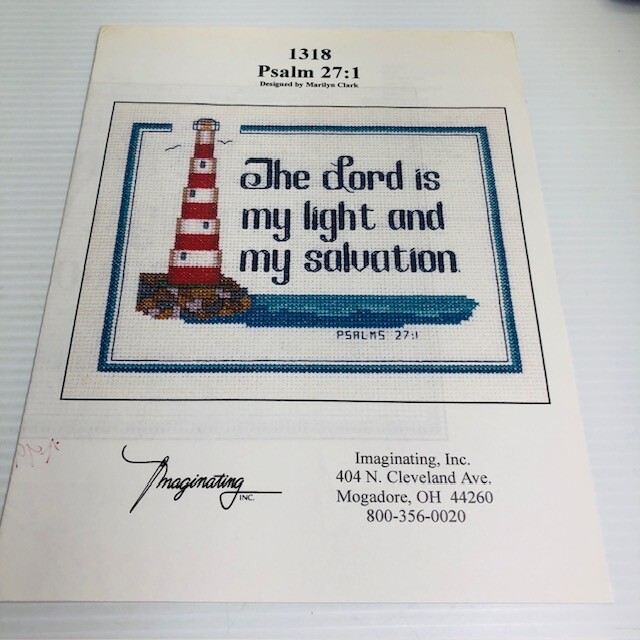 1318
Psalm 27:1
Designed by Marilyn Clark
The Lord is
my light and
my salvation.
PSALMS 27:1
Imaginating
INC.
Imaginating, Inc.
404 N. Cleveland Ave.
Mogadore, OH 44260
800-356-0020